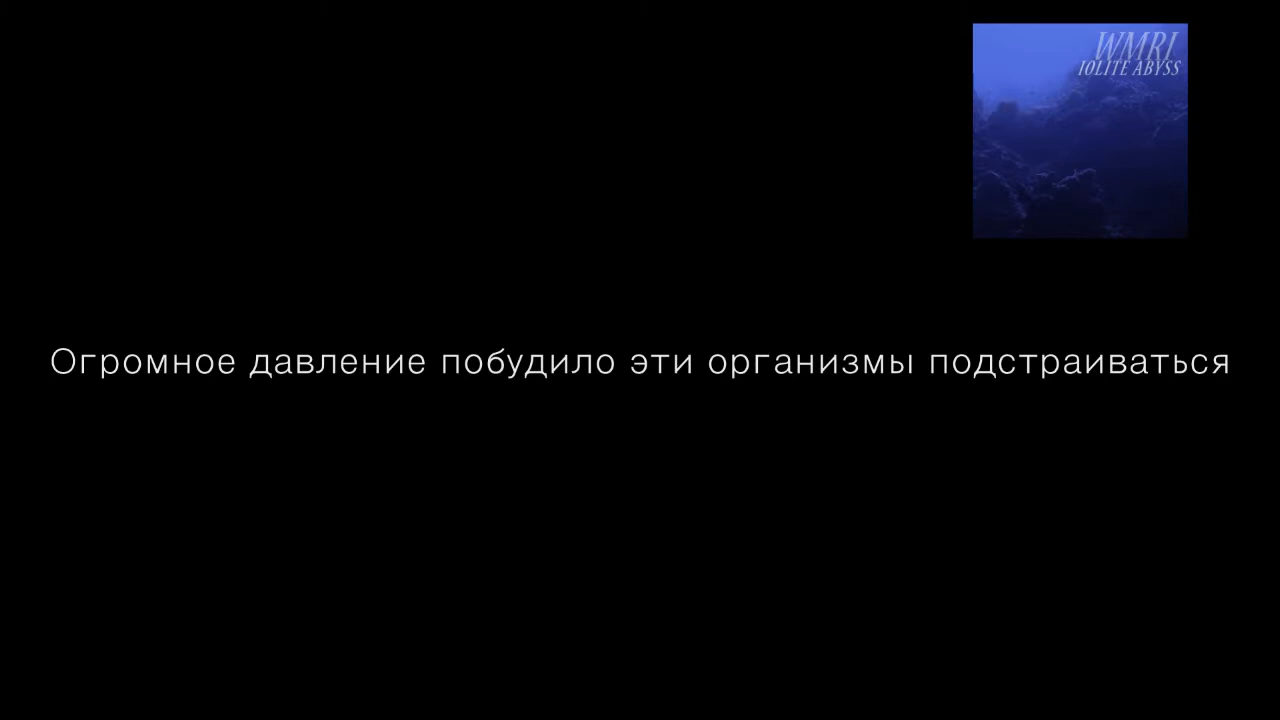 WMRI
IOLITE ABYSS
Огромное давление побудило эти организмы подстраиваться